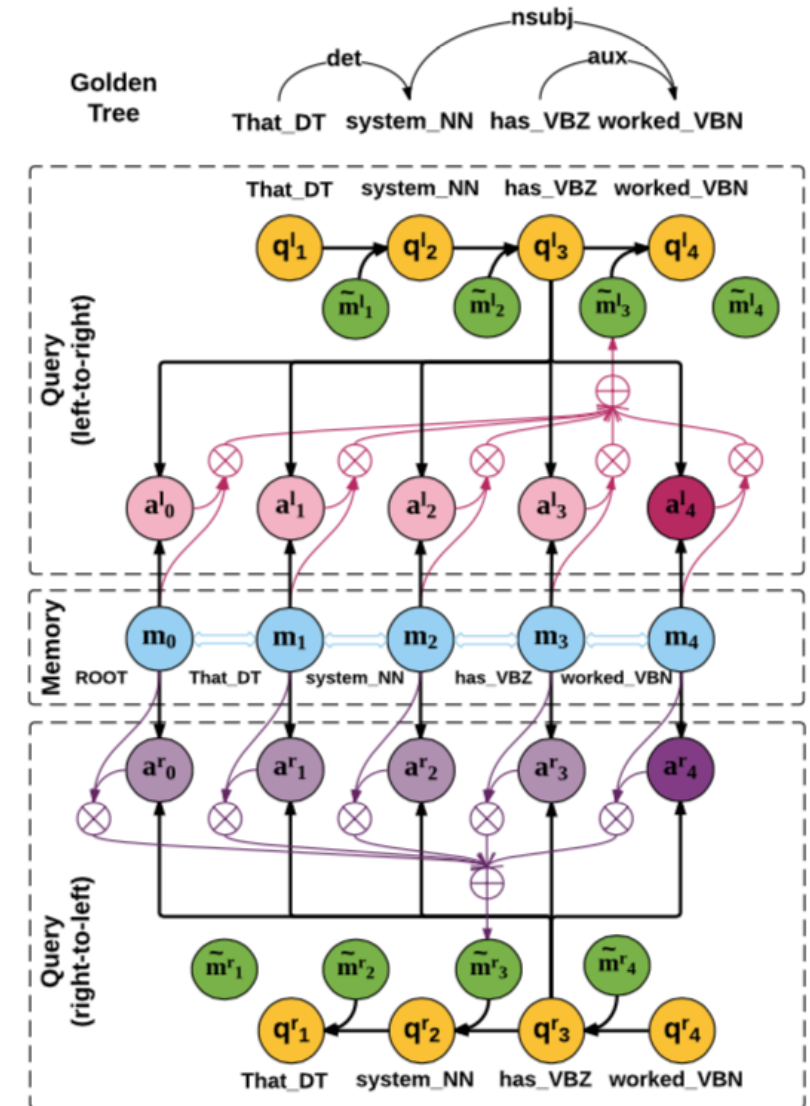 nsubj
det aux
Golden
Tree
That_DT system_NN has_VBZ worked_VBN
That_DT system_NN has_VBZ worked_VBN
qˡ₁ qˡ₂ qˡ₃ qˡ₄
m̃ˡ₁ m̃ˡ₂ m̃ˡ₃ m̃ˡ₄
Query
(left-to-right)
aˡ₀ aˡ₁ aˡ₂ aˡ₃ aˡ₄
Memory
m₀ m₁ m₂ m₃ m₄
ROOT That_DT system_NN has_VBZ worked_VBN
aʳ₀ aʳ₁ aʳ₂ aʳ₃ aʳ₄
Query
(right-to-left)
m̃ʳ₁ m̃ʳ₂ m̃ʳ₃ m̃ʳ₄
qʳ₁ qʳ₂ qʳ₃ qʳ₄
That_DT system_NN has_VBZ worked_VBN